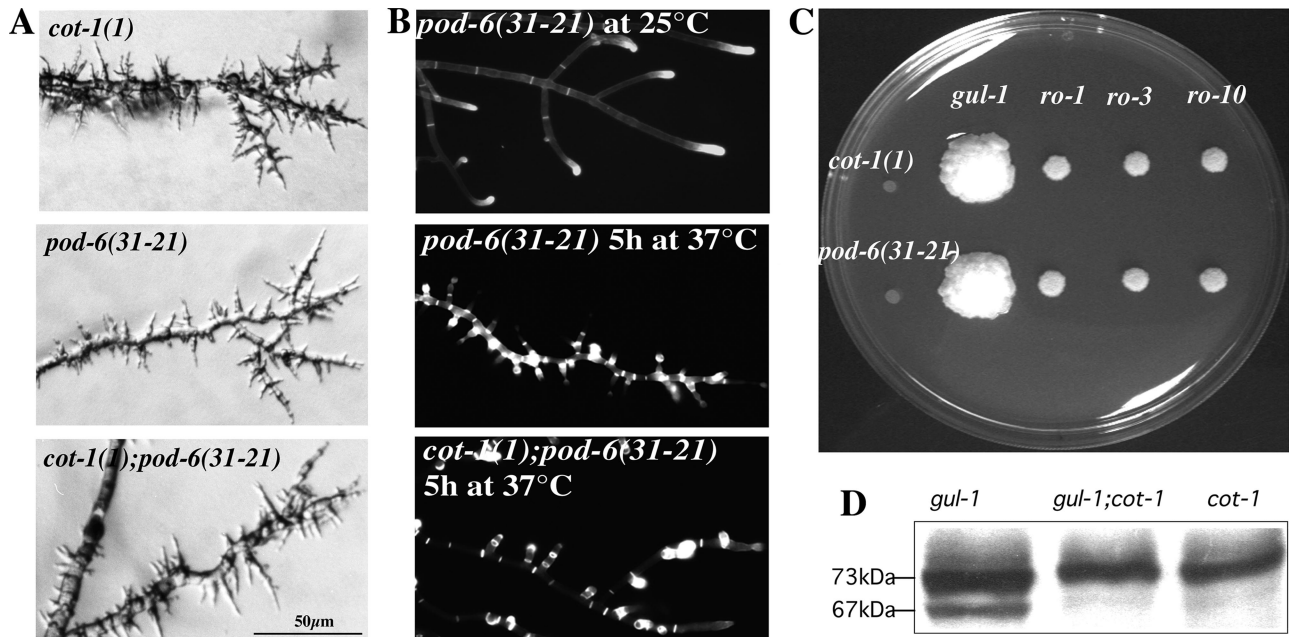 A
cot-1(1)
pod-6(31-21)
cot-1(1);pod-6(31-21)
50μm
B
pod-6(31-21) at 25°C
pod-6(31-21) 5h at 37°C
cot-1(1);pod-6(31-21)
5h at 37°C
C
gul-1 ro-1 ro-3 ro-10
cot-1(1)
pod-6(31-21)
D
gul-1 gul-1;cot-1 cot-1
73kDa
67kDa